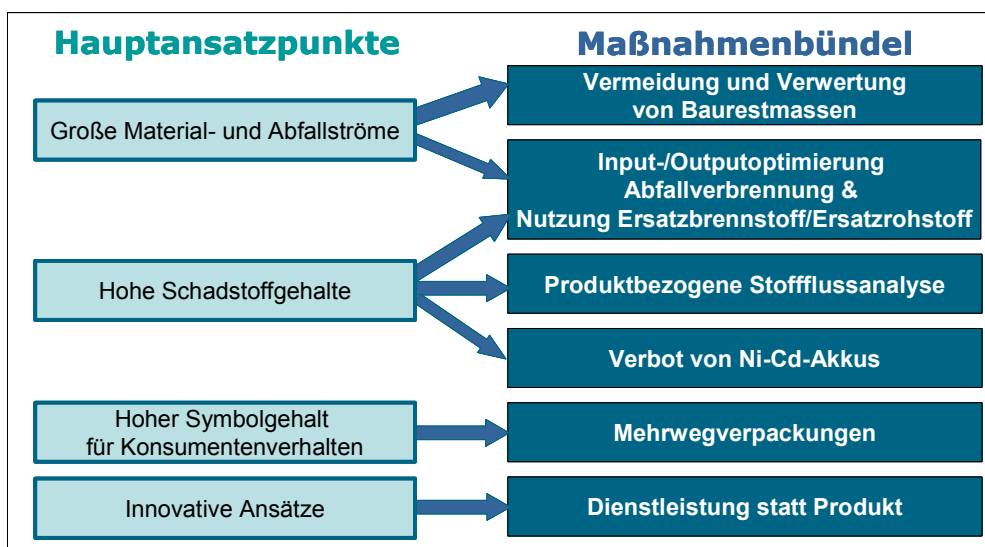 Hauptansatzpunkte
Maßnahmenbündel
Große Material- und Abfallströme
Vermeidung und Verwertung
von Baurestmassen
Input-/Outputoptimierung
Abfallverbrennung &
Nutzung Ersatzbrennstoff/Ersatzrohstoff
Hohe Schadstoffgehalte
Produktbezogene Stoffflussanalyse
Verbot von Ni-Cd-Akkus
Hoher Symbolgehalt
für Konsumentenverhalten
Mehrwegverpackungen
Innovative Ansätze
Dienstleistung statt Produkt